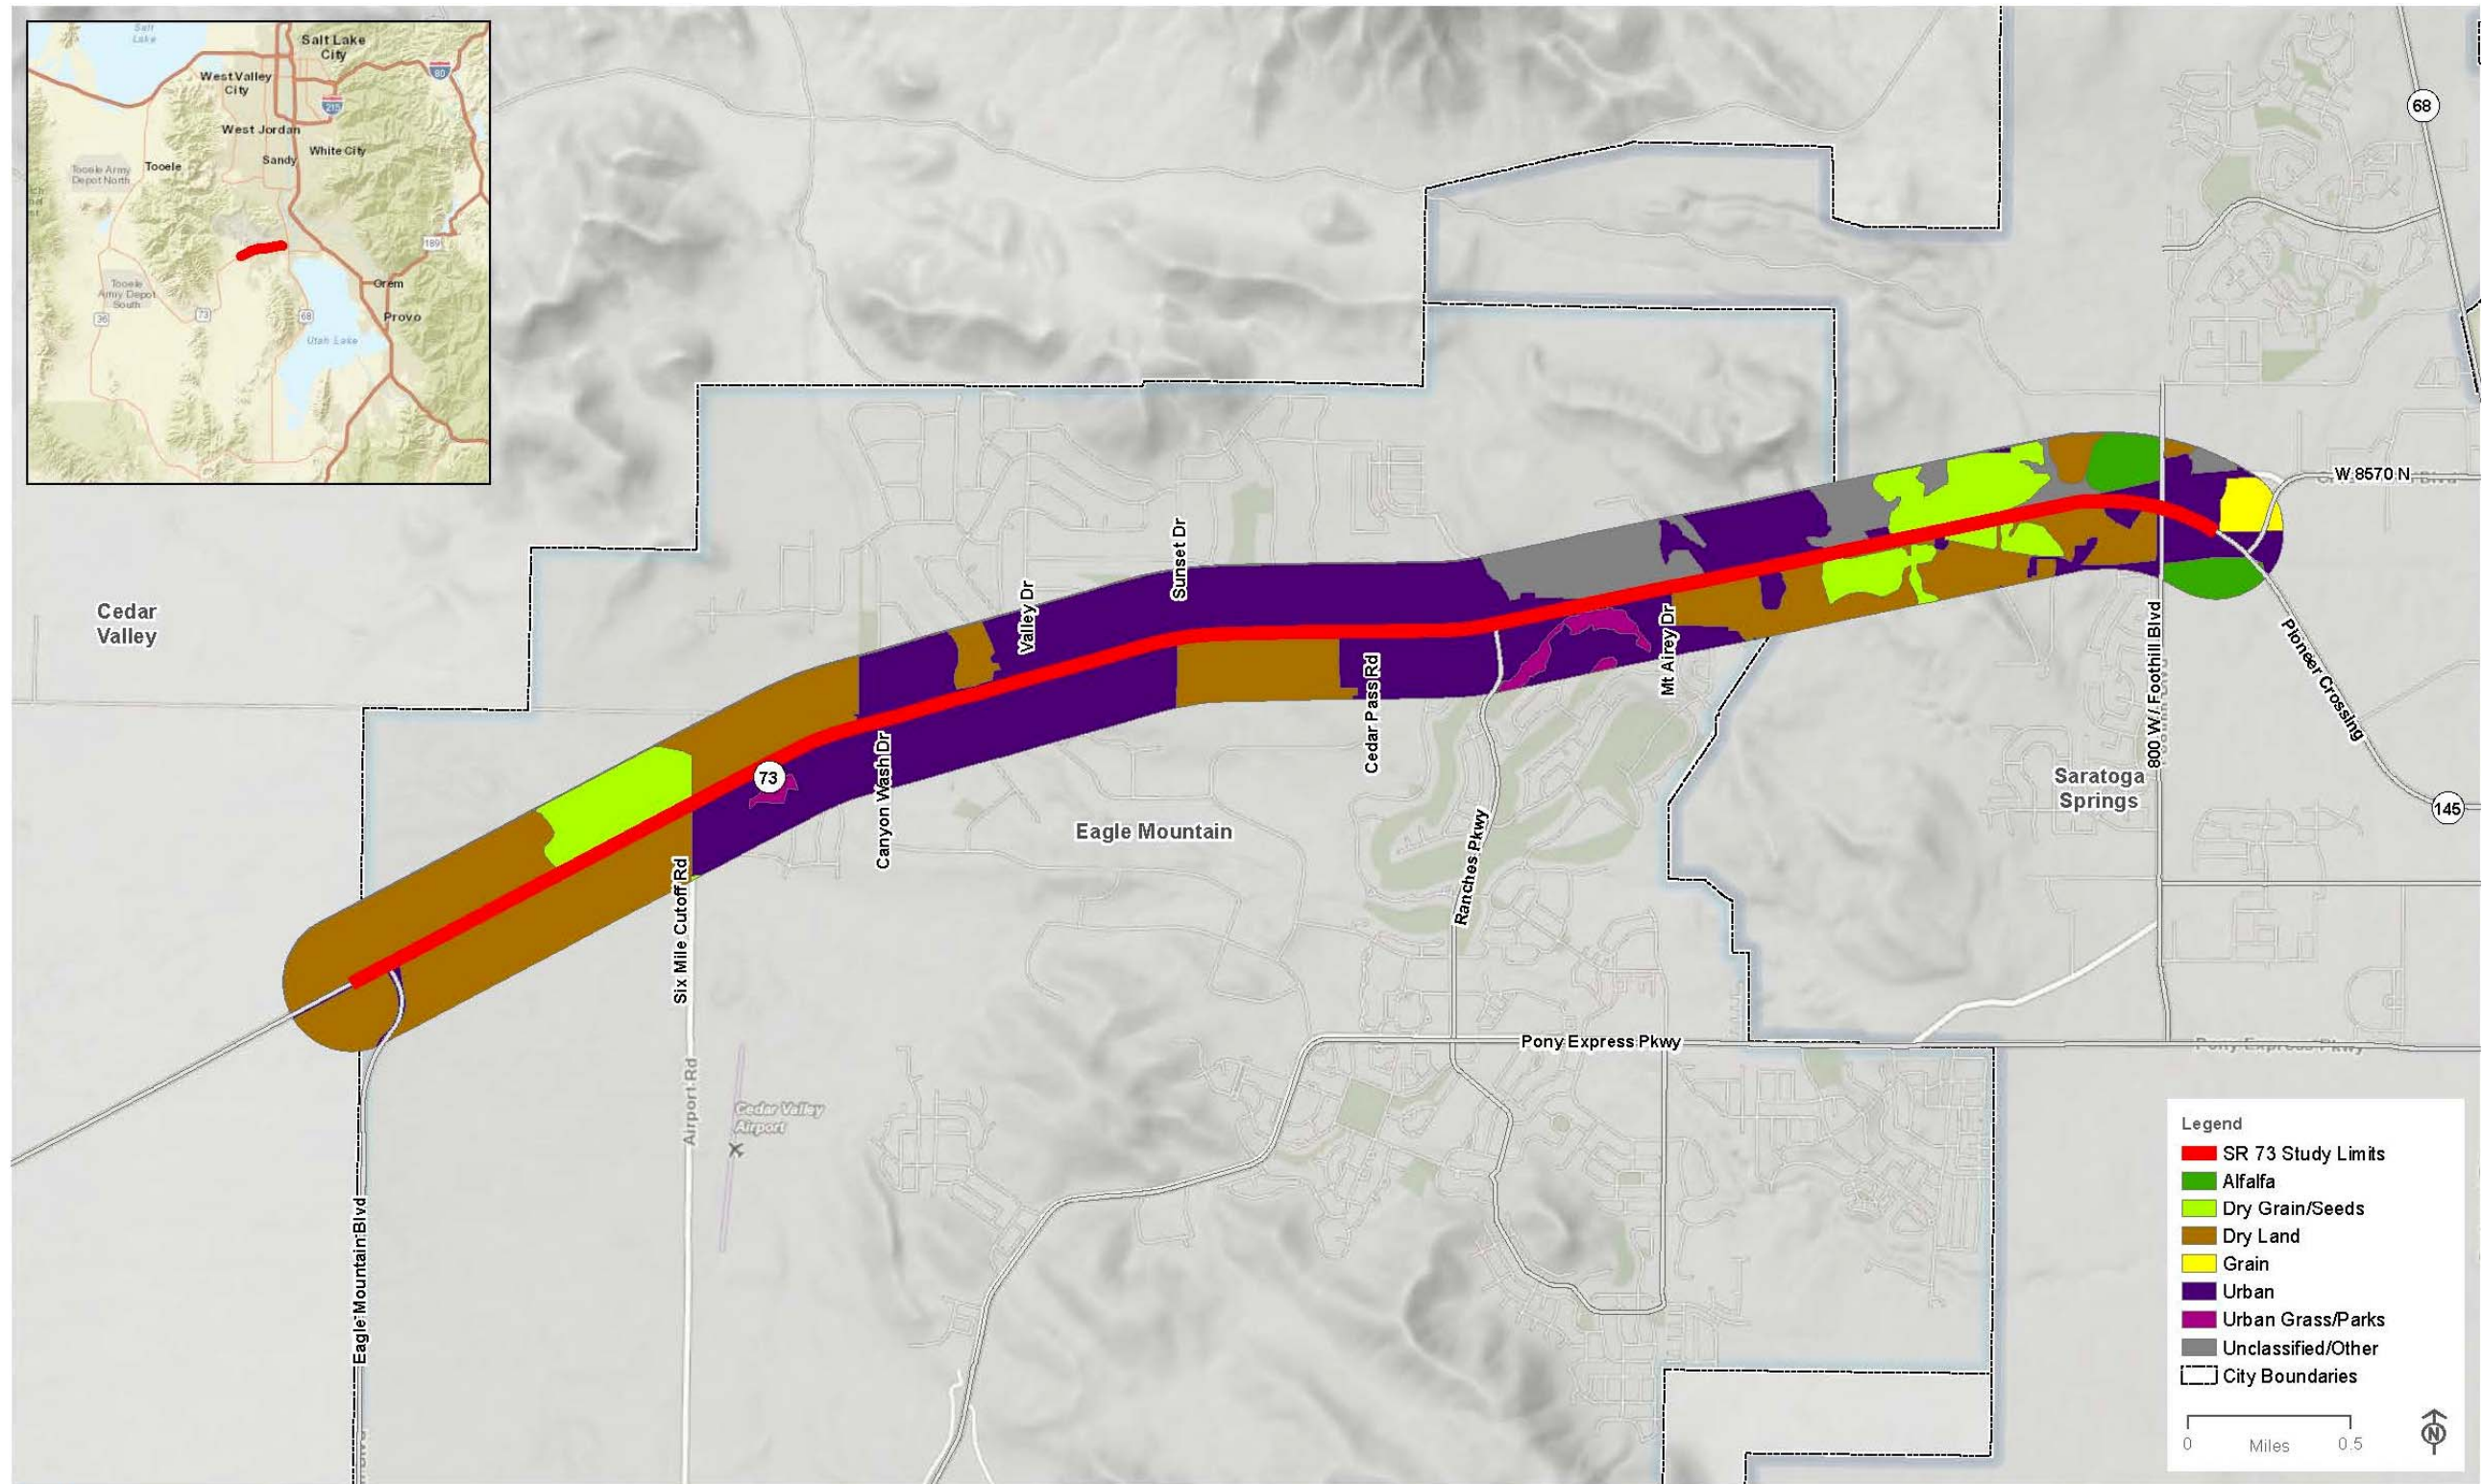 Salt
Lake
Salt Lake
City
80
West Valley
City
215
West Jordan
White City
Sandy
Tooele Army
Depot North
Tooele
189
Orem
Tooele
Army Depot
South
36
73
68
Provo
Utah Lake
68
W 8570 N
Cedar
Valley
Valley Dr
Sunset Dr
Mt Airey Dr
Cedar Pass Rd
800 W / Foothill Blvd
Pioneer Crossing
73
Canyon Wash Dr
Saratoga
Springs
145
Eagle Mountain
Ranches Pkwy
Six Mile Cutoff Rd
Pony Express Pkwy
Pony Express Pkwy
Airport Rd
Cedar Valley
Airport
Eagle Mountain Blvd
Legend
SR 73 Study Limits
Alfalfa
Dry Grain/Seeds
Dry Land
Grain
Urban
Urban Grass/Parks
Unclassified/Other
City Boundaries
0
Miles
0.5
N